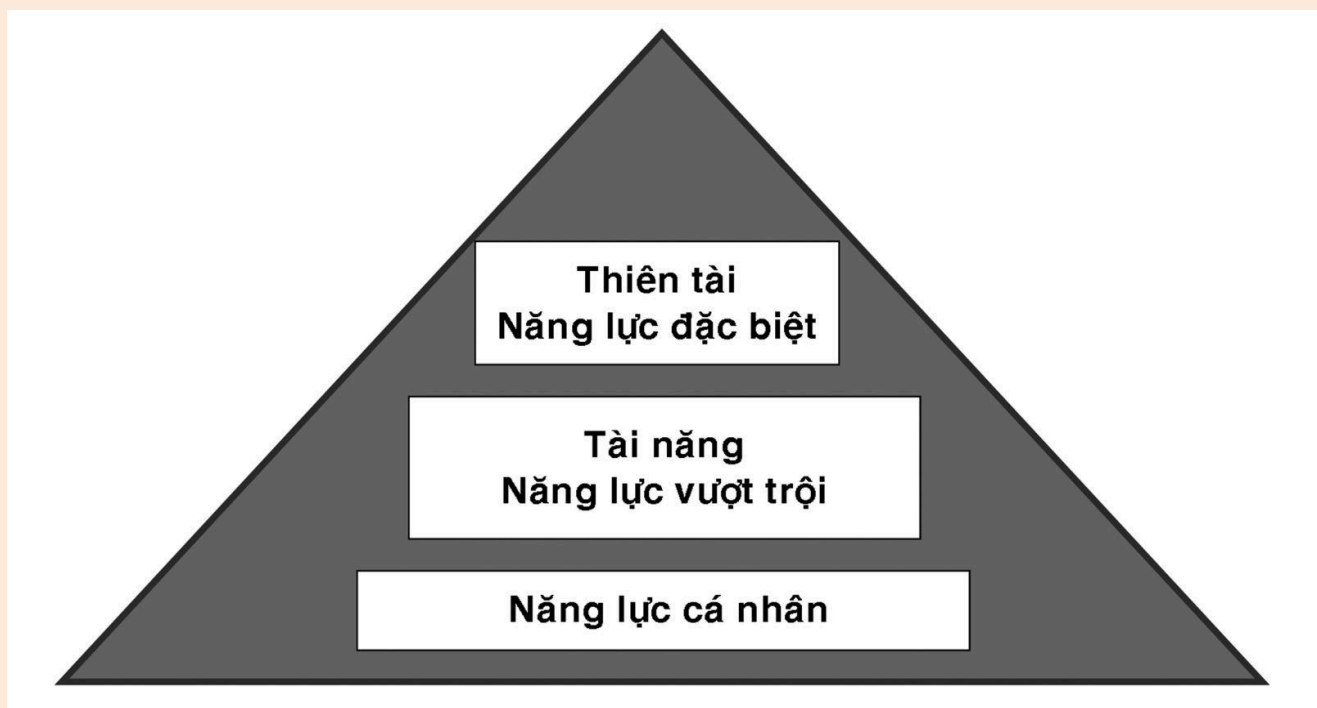 Thiên tài
Năng lực đặc biệt
Tài năng
Năng lực vượt trội
Năng lực cá nhân